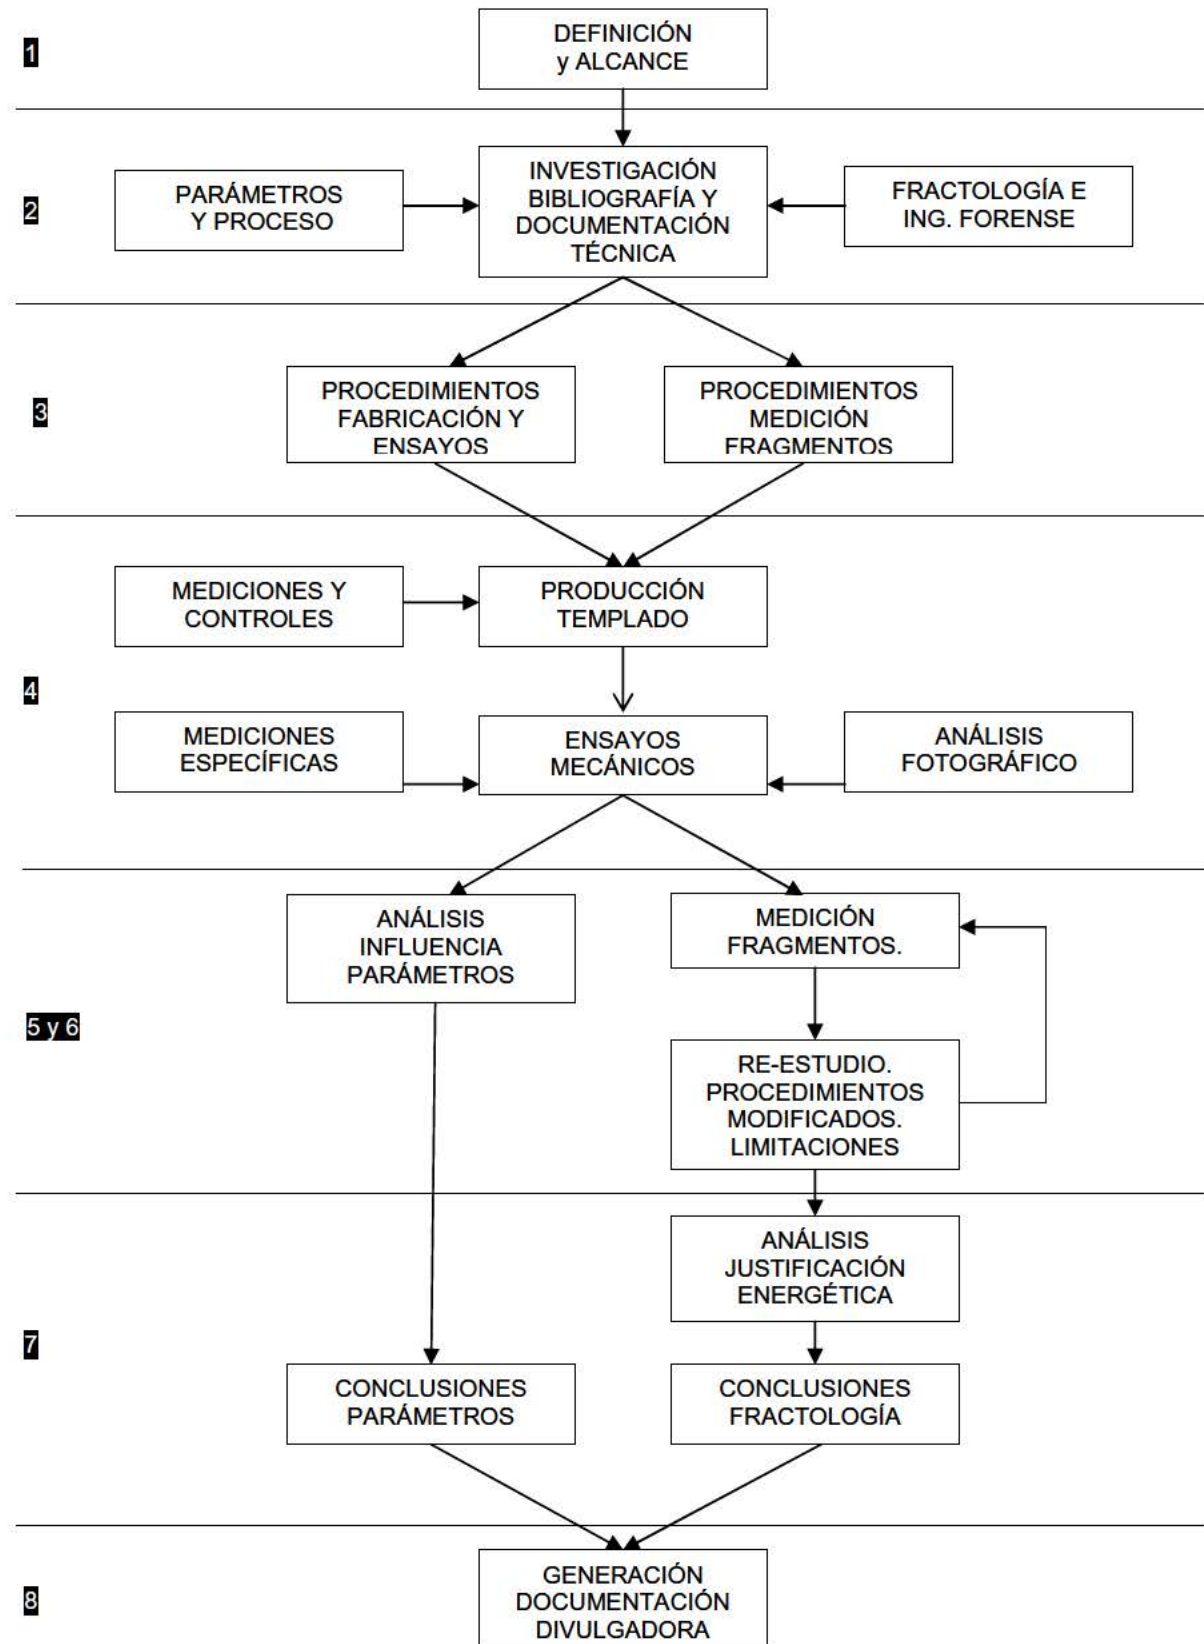 1
DEFINICIÓN
y ALCANCE
2
PARÁMETROS
Y PROCESO
INVESTIGACIÓN
BIBLIOGRAFÍA Y
DOCUMENTACIÓN
TÉCNICA
FRACTOLOGÍA E
ING. FORENSE
3
PROCEDIMIENTOS
FABRICACIÓN Y
ENSAYOS
PROCEDIMIENTOS
MEDICIÓN
FRAGMENTOS
MEDICIONES Y
CONTROLES
PRODUCCIÓN
TEMPLADO
4
MEDICIONES
ESPECÍFICAS
ENSAYOS
MECÁNICOS
ANÁLISIS
FOTOGRÁFICO
ANÁLISIS
INFLUENCIA
PARÁMETROS
MEDICIÓN
FRAGMENTOS.
5 y 6
RE-ESTUDIO.
PROCEDIMIENTOS
MODIFICADOS.
LIMITACIONES
ANÁLISIS
JUSTIFICACIÓN
ENERGÉTICA
7
CONCLUSIONES
PARÁMETROS
CONCLUSIONES
FRACTOLOGÍA
8
GENERACIÓN
DOCUMENTACIÓN
DIVULGADORA